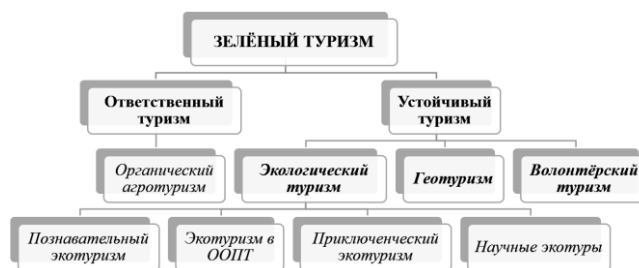 ЗЕЛЁНЫЙ ТУРИЗМ
Ответственный
туризм
Устойчивый
туризм
Органический
агротуризм
Экологический
туризм
Геотуризм
Волонтёрский
туризм
Познавательный
экотуризм
Экотуризм в
ООПТ
Приключенческий
экотуризм
Научные экотуры